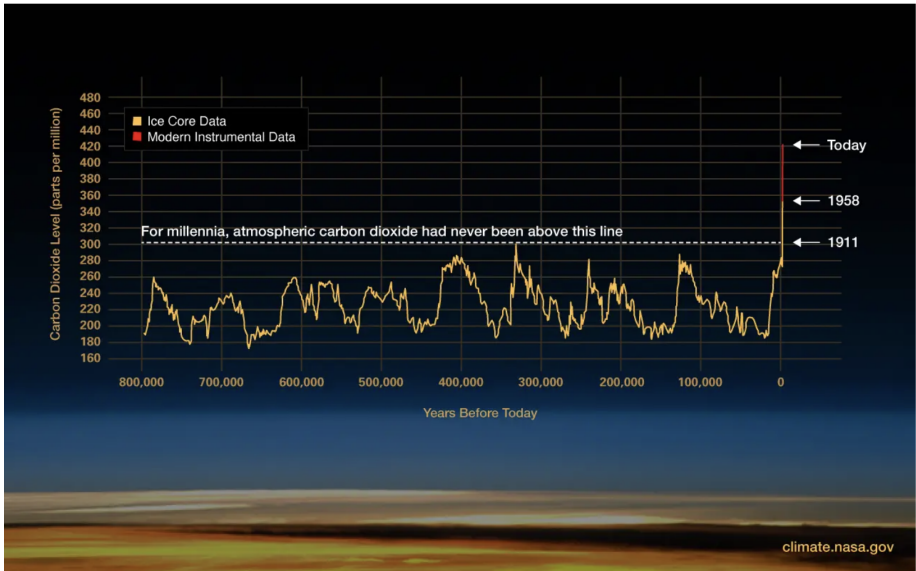 Carbon Dioxide Level (parts per million)
480
460
440
420
400
380
360
340
320
300
280
260
240
220
200
180
160
Ice Core Data
Modern Instrumental Data
For millennia, atmospheric carbon dioxide had never been above this line
Today
1958
1911
800,000 700,000 600,000 500,000 400,000 300,000 200,000 100,000 0
Years Before Today
climate.nasa.gov